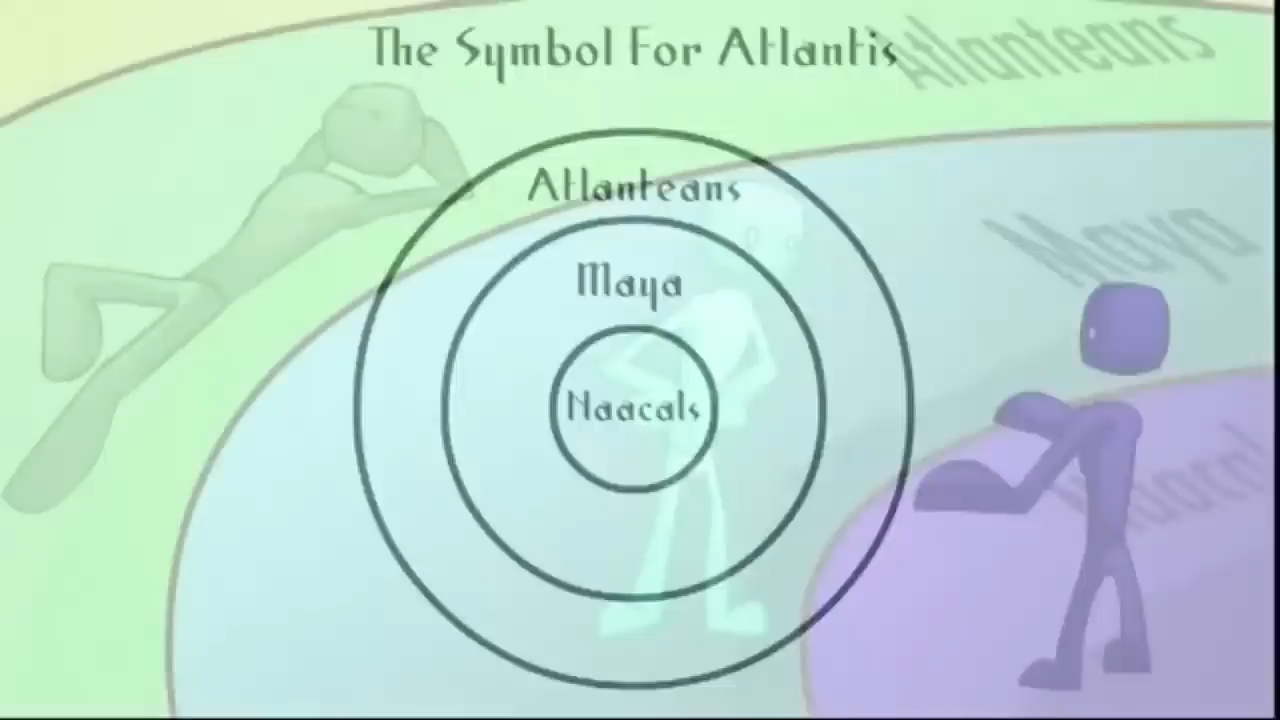 The Symbol For Atlantis
Atlanteans
Atlanteans
Maya
Maya
Naacals